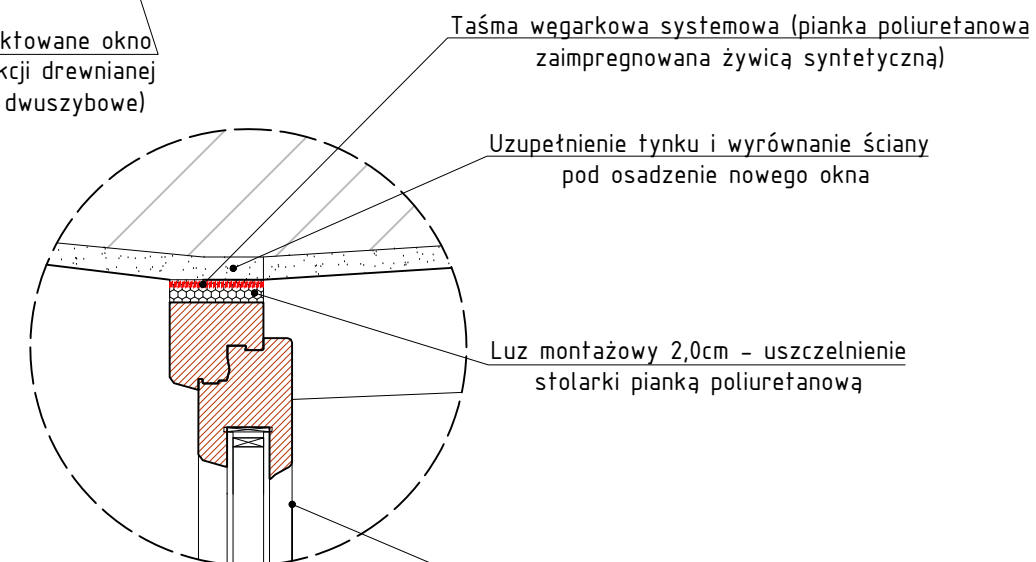 ktowane okno
kcji drewnianej
dwuszybowe)
Taśma węgarkowa systemowa (pianka poliuretanowa
zaimpregnowana żywicą syntetyczną)
Uzupełnienie tynku i wyrównanie ściany
pod osadzenie nowego okna
Luz montażowy 2,0cm - uszczelnienie
stolarki pianką poliuretanową